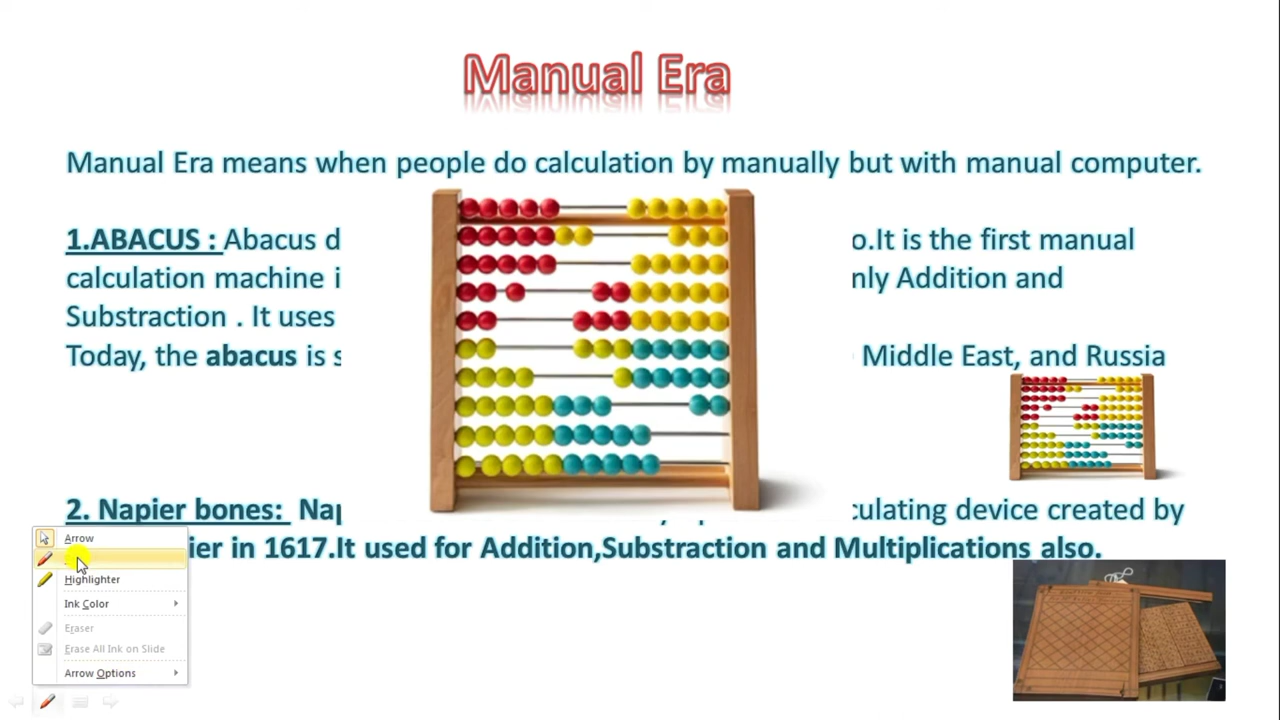 Manual Era
Manual Era means when people do calculation by manually but with manual computer.
1.ABACUS : Abacus d o.It is the first manual
calculation machine i nly Addition and
Substraction . It uses
Today, the abacus is s Middle East, and Russia
2. Napier bones: Nap culating device created by
ier in 1617.It used for Addition,Substraction and Multiplications also.
Arrow
Highlighter
Ink Color
Eraser
Erase All Ink on Slide
Arrow Options